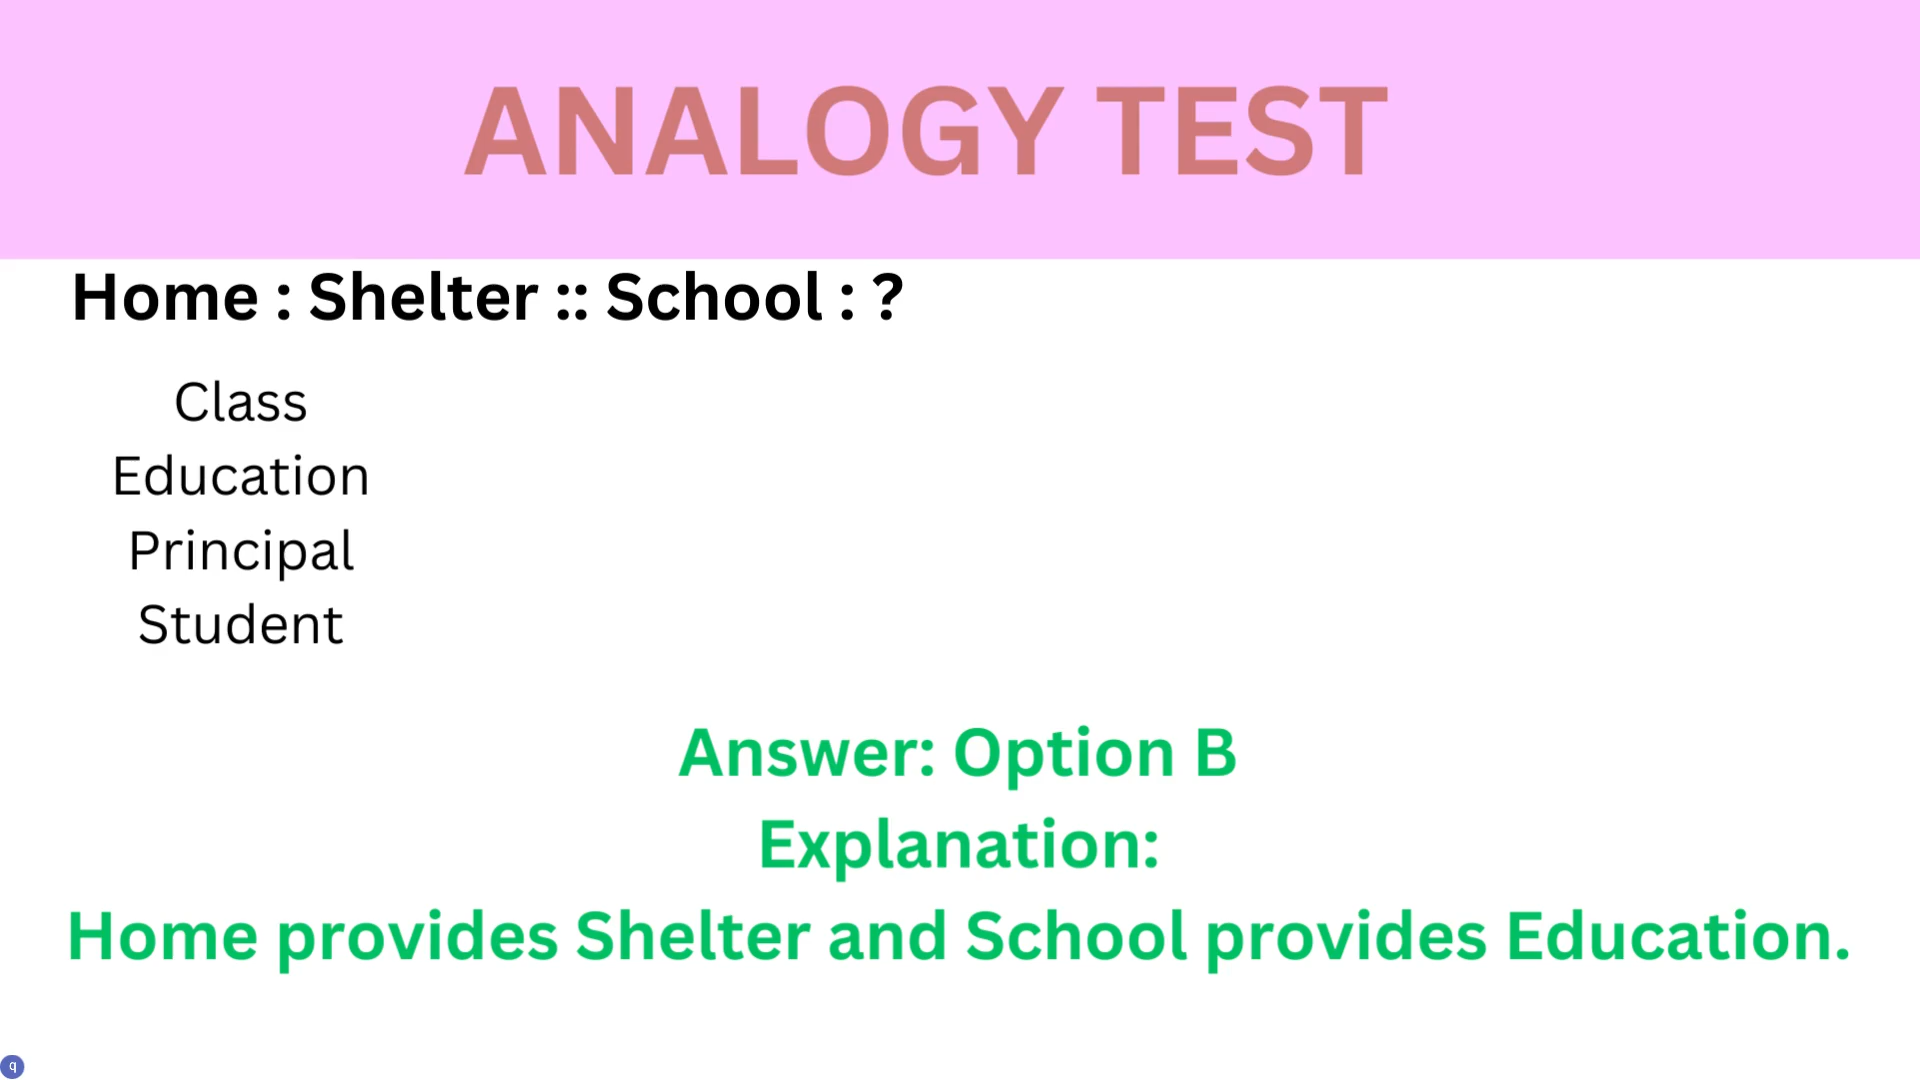 ANALOGY TEST
Home : Shelter :: School : ?
Class
Education
Principal
Student
Answer: Option B
Explanation:
Home provides Shelter and School provides Education.
q